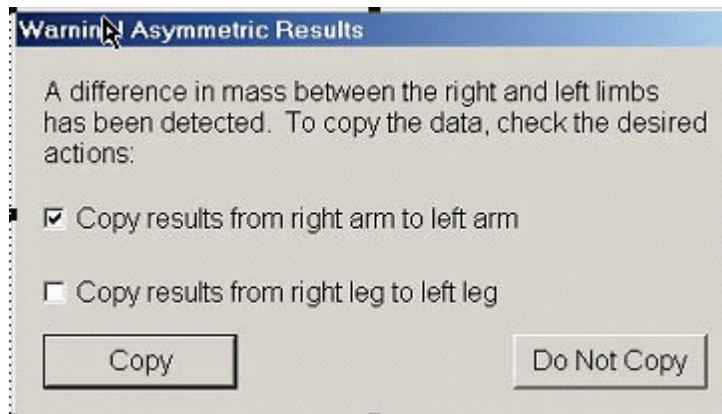 Warning Asymmetric Results
A difference in mass between the right and left limbs
has been detected. To copy the data, check the desired
actions:
Copy results from right arm to left arm
Copy results from right leg to left leg
Copy
Do Not Copy